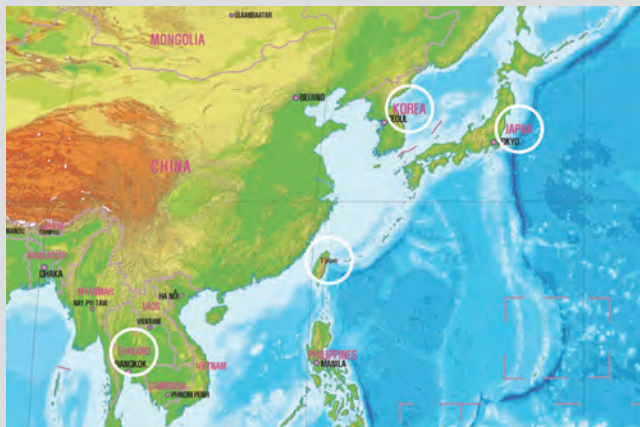 ULAANBAATAR
MONGOLIA
BEIJING
KOREA
SEOUL
JAPAN
TOKYO
CHINA
DHAKA
Taipei
MYANMAR
HA NOI
NAY PYI TAW
LAOS
VIENTIANE
THAILAND
BANGKOK
VIETNAM
CAMBODIA
PHNOM PENH
PHILIPPINES
MANILA